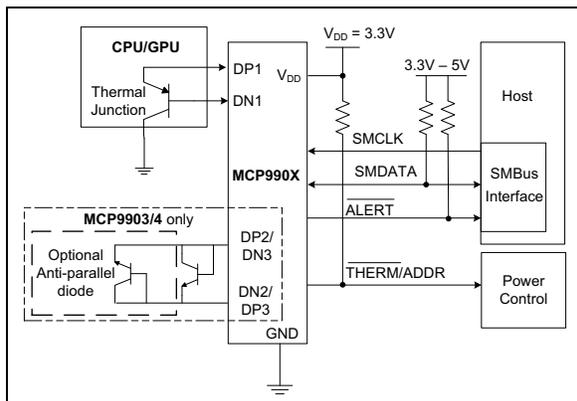 CPU/GPU
Thermal
Junction
DP1
DN1
V_DD
V_DD = 3.3V
3.3V – 5V
Host
SMCLK
MCP990X
SMDATA
SMBus
Interface
ALERT
MCP9903/4 only
Optional
Anti-parallel
diode
DP2/
DN3
DN2/
DP3
THERM/ADDR
Power
Control
GND